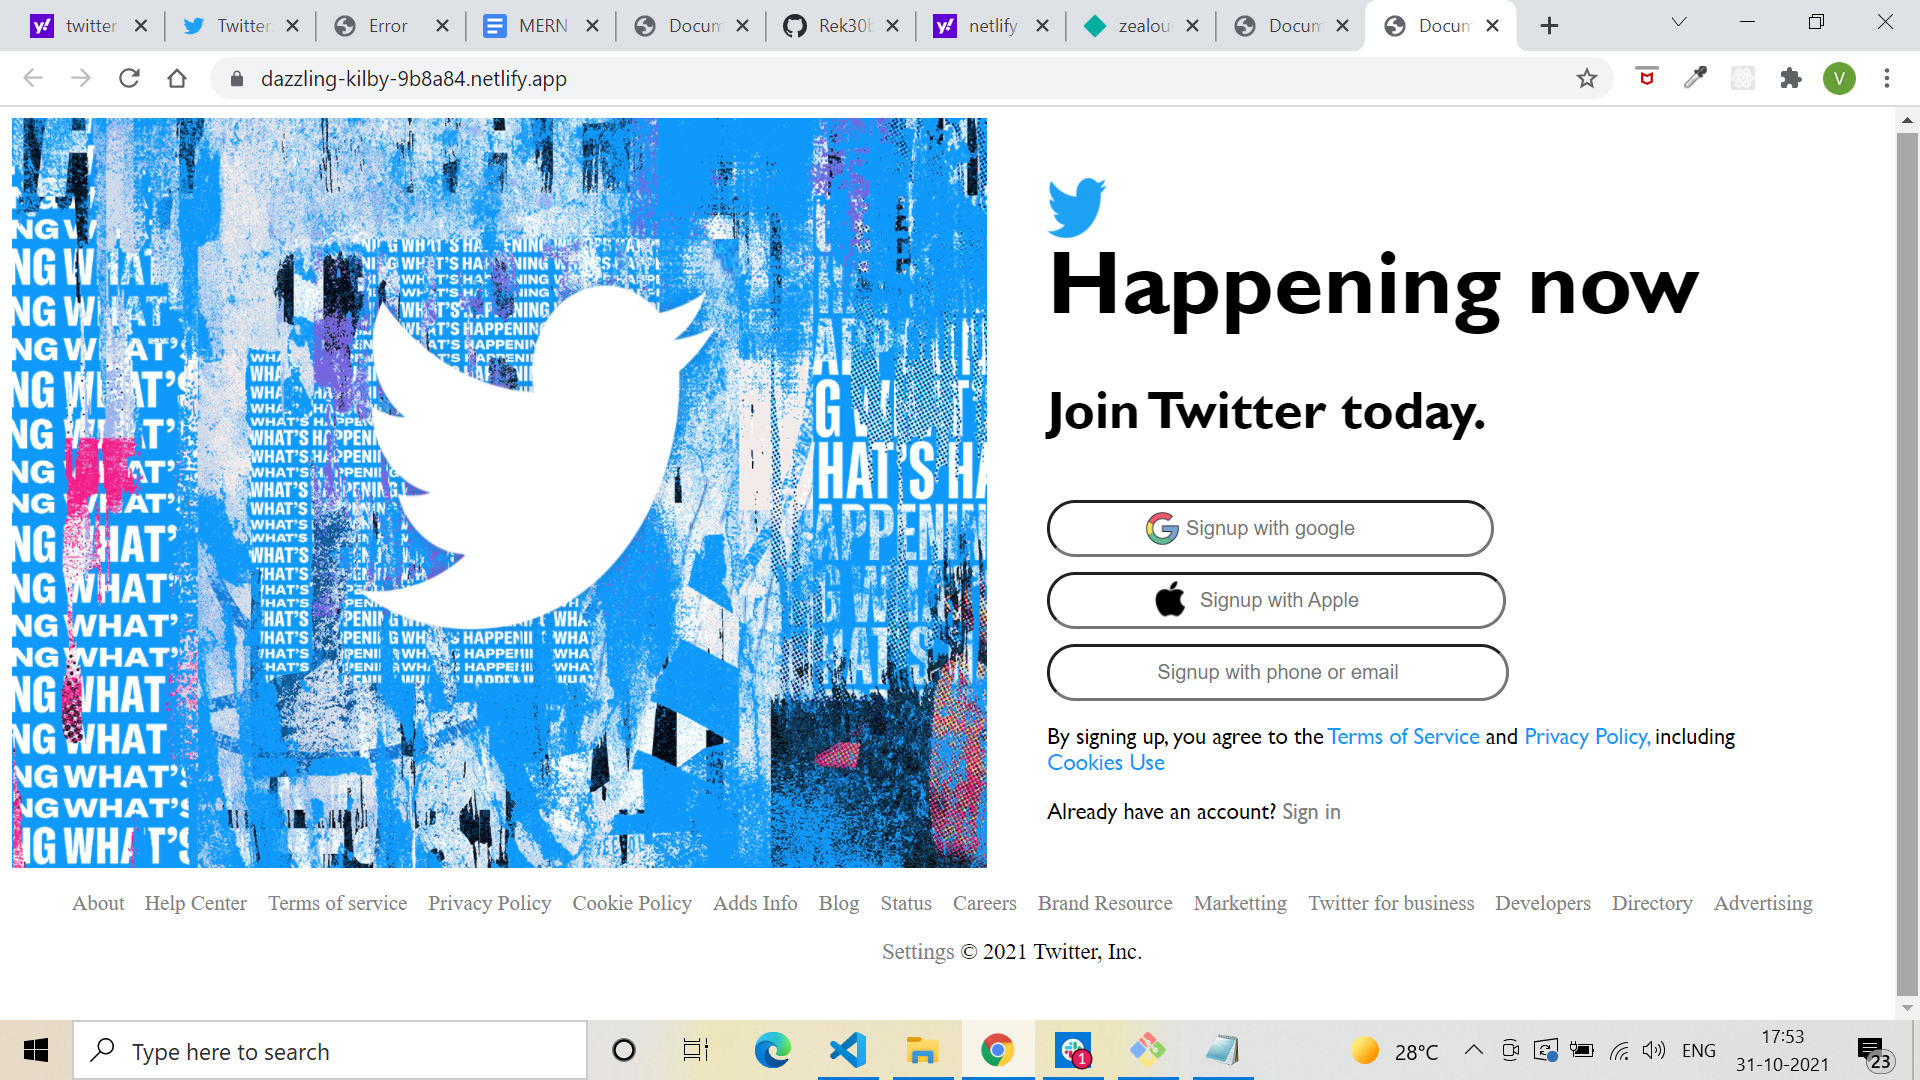 twitter
Twitter
Error
MERN
Docum
Rek30b
netlify
zealou
Docum
Docum
dazzling-kilby-9b8a84.netlify.app
V
Happening now
Join Twitter today.
Signup with google
Signup with Apple
Signup with phone or email
By signing up, you agree to the Terms of Service and Privacy Policy, including
Cookies Use
Already have an account? Sign in
About Help Center Terms of service Privacy Policy Cookie Policy Adds Info Blog Status Careers Brand Resource Marketting Twitter for business Developers Directory Advertising
Settings © 2021 Twitter, Inc.
Type here to search
1
28°C
ENG
17:53
31-10-2021
23